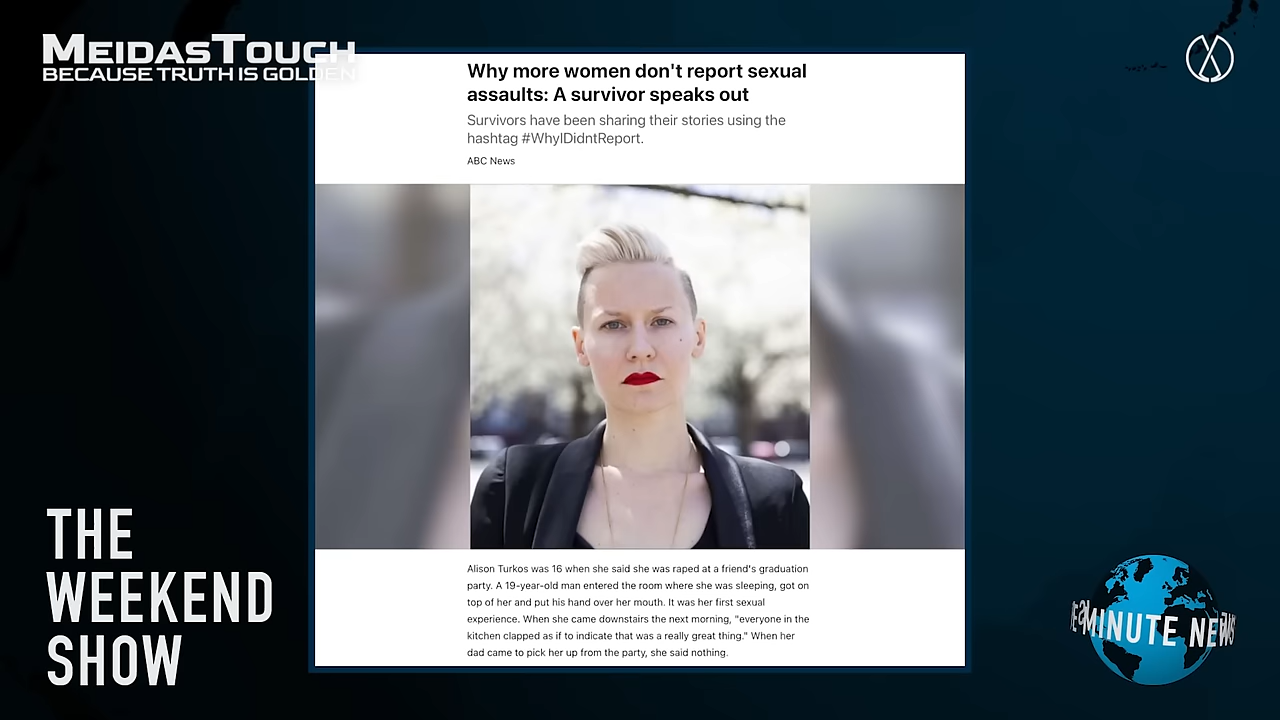 MEIDASTOUCH
BECAUSE TRUTH IS GOLDEN
Why more women don't report sexual
assaults: A survivor speaks out
Survivors have been sharing their stories using the
hashtag #WhyIDidntReport.
ABC News
Alison Turkos was 16 when she said she was raped at a friend's graduation
party. A 19-year-old man entered the room where she was sleeping, got on
top of her and put his hand over her mouth. It was her first sexual
experience. When she came downstairs the next morning, "everyone in the
kitchen clapped as if to indicate that was a really great thing." When her
dad came to pick her up from the party, she said nothing.
THE
WEEKEND
SHOW
MINUTE NEWS